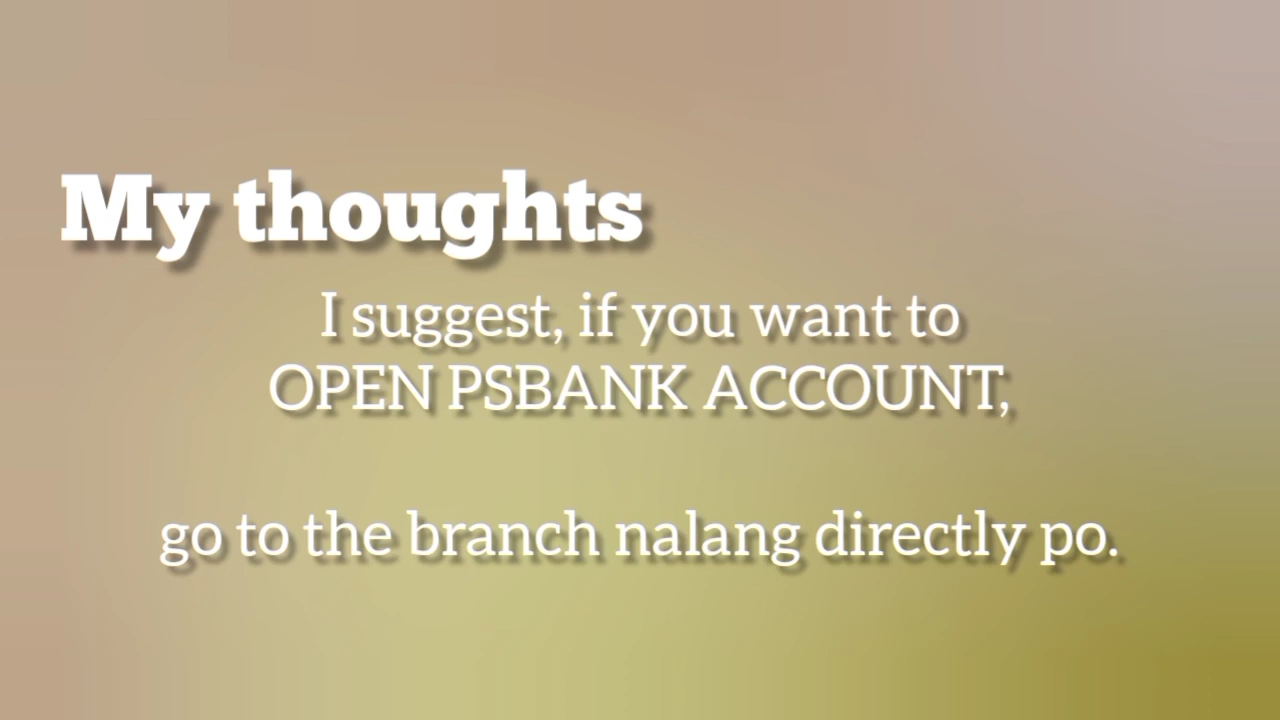 My thoughts
I suggest, if you want to
OPEN PSBANK ACCOUNT,
go to the branch nalang directly po.